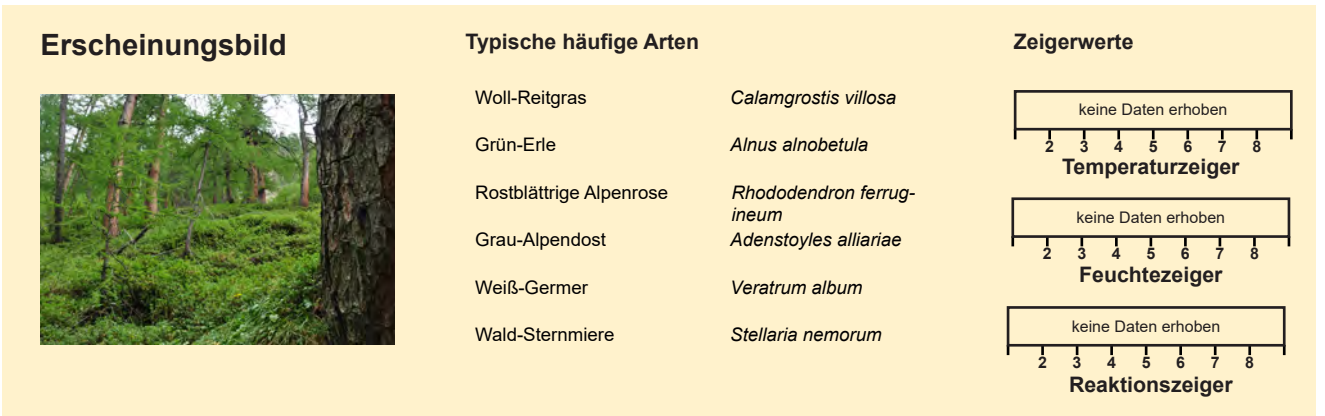 Erscheinungsbild
Typische häufige Arten
Woll-Reitgras Calamgrostis villosa
Grün-Erle Alnus alnobetula
Rostblättrige Alpenrose Rhododendron ferrug-
ineum
Grau-Alpendost Adenstoyles alliariae
Weiß-Germer Veratrum album
Wald-Sternmiere Stellaria nemorum
Zeigerwerte
keine Daten erhoben
2 3 4 5 6 7 8
Temperaturzeiger
keine Daten erhoben
2 3 4 5 6 7 8
Feuchtezeiger
keine Daten erhoben
2 3 4 5 6 7 8
Reaktionszeiger